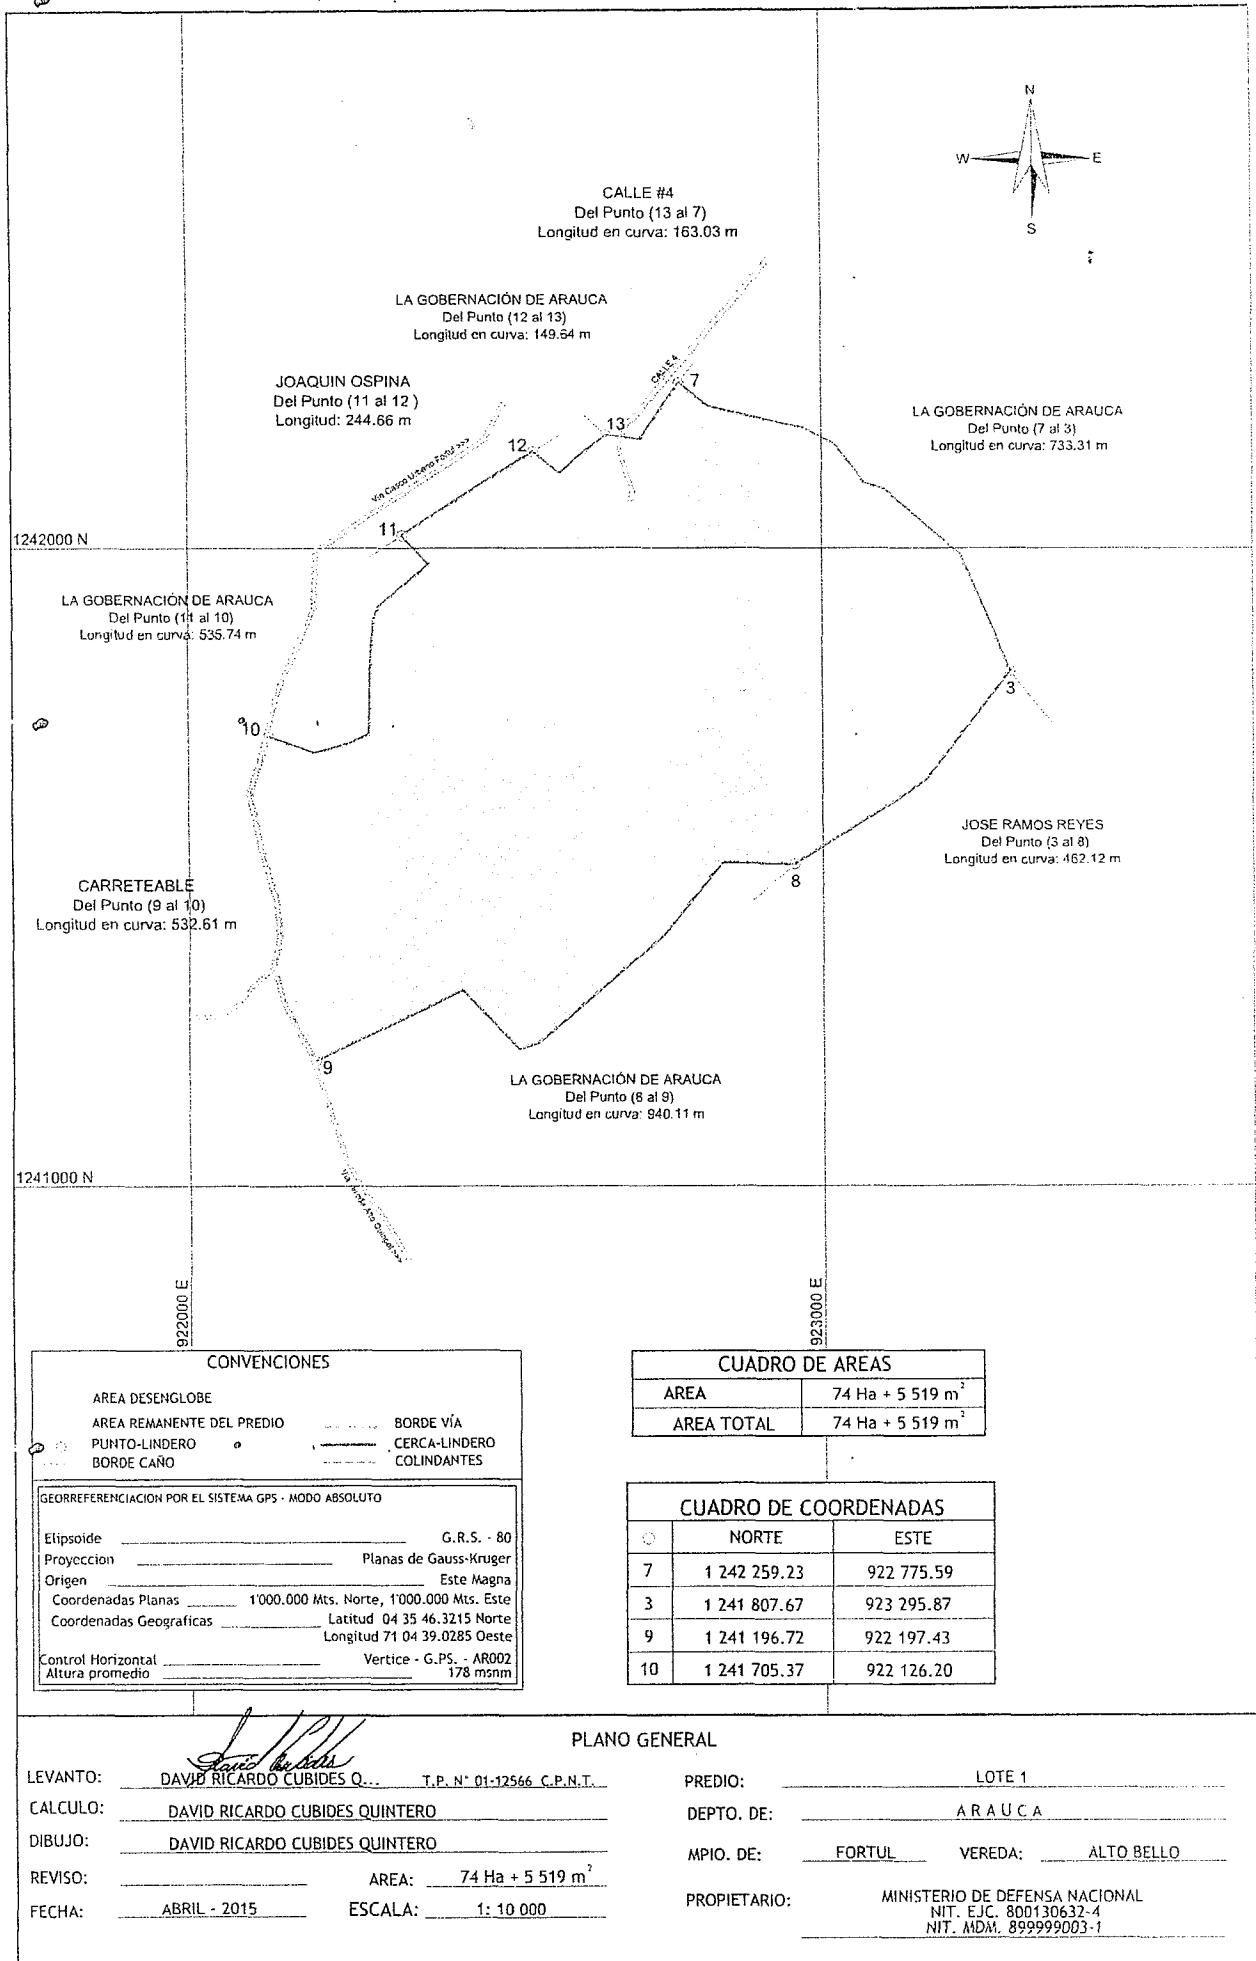 N
W E
S
CALLE #4
Del Punto (13 al 7)
Longitud en curva: 163.03 m
LA GOBERNACIÓN DE ARAUCA
Del Punto (12 al 13)
Longitud en curva: 149.64 m
JOAQUIN OSPINA
Del Punto (11 al 12 )
Longitud: 244.66 m
CALLE 4
7
13
12
LA GOBERNACIÓN DE ARAUCA
Del Punto (7 al 3)
Longitud en curva: 733.31 m
Via Casco Urbano Fortul >>>
11
1242000 N
LA GOBERNACIÓN DE ARAUCA
Del Punto (11 al 10)
Longitud en curva: 535.74 m
3
10
JOSE RAMOS REYES
Del Punto (3 al 8)
Longitud en curva: 462.12 m
8
CARRETEABLE
Del Punto (9 al 10)
Longitud en curva: 532.61 m
9
LA GOBERNACIÓN DE ARAUCA
Del Punto (8 al 9)
Longitud en curva: 940.11 m
1241000 N
922000 E
923000 E
CONVENCIONES
AREA DESENGLOBE
AREA REMANENTE DEL PREDIO BORDE VÍA
PUNTO-LINDERO CERCA-LINDERO
BORDE CAÑO COLINDANTES
GEORREFERENCIACION POR EL SISTEMA GPS - MODO ABSOLUTO
Elipsoide G.R.S. - 80
Proyeccion Planas de Gauss-Kruger
Origen Este Magna
Coordenadas Planas 1'000.000 Mts. Norte, 1'000.000 Mts. Este
Coordenadas Geograficas Latitud 04 35 46.3215 Norte
Longitud 71 04 39.0285 Oeste
Control Horizontal Vertice - G.PS. - AR002
Altura promedio 178 msnm
CUADRO DE AREAS
AREA 74 Ha + 5 519 m²
AREA TOTAL 74 Ha + 5 519 m²
CUADRO DE COORDENADAS
NORTE ESTE
7 1 242 259.23 922 775.59
3 1 241 807.67 923 295.87
9 1 241 196.72 922 197.43
10 1 241 705.37 922 126.20
PLANO GENERAL
LEVANTO: DAVID RICARDO CUBIDES Q... T.P. N° 01-12566 C.P.N.T.
CALCULO: DAVID RICARDO CUBIDES QUINTERO
DIBUJO: DAVID RICARDO CUBIDES QUINTERO
REVISO: AREA: 74 Ha + 5 519 m²
FECHA: ABRIL - 2015 ESCALA: 1: 10 000
PREDIO: LOTE 1
DEPTO. DE: ARAUCA
MPIO. DE: FORTUL VEREDA: ALTO BELLO
PROPIETARIO: MINISTERIO DE DEFENSA NACIONAL
NIT. EJC. 800130632-4
NIT. MDM. 899999003-1